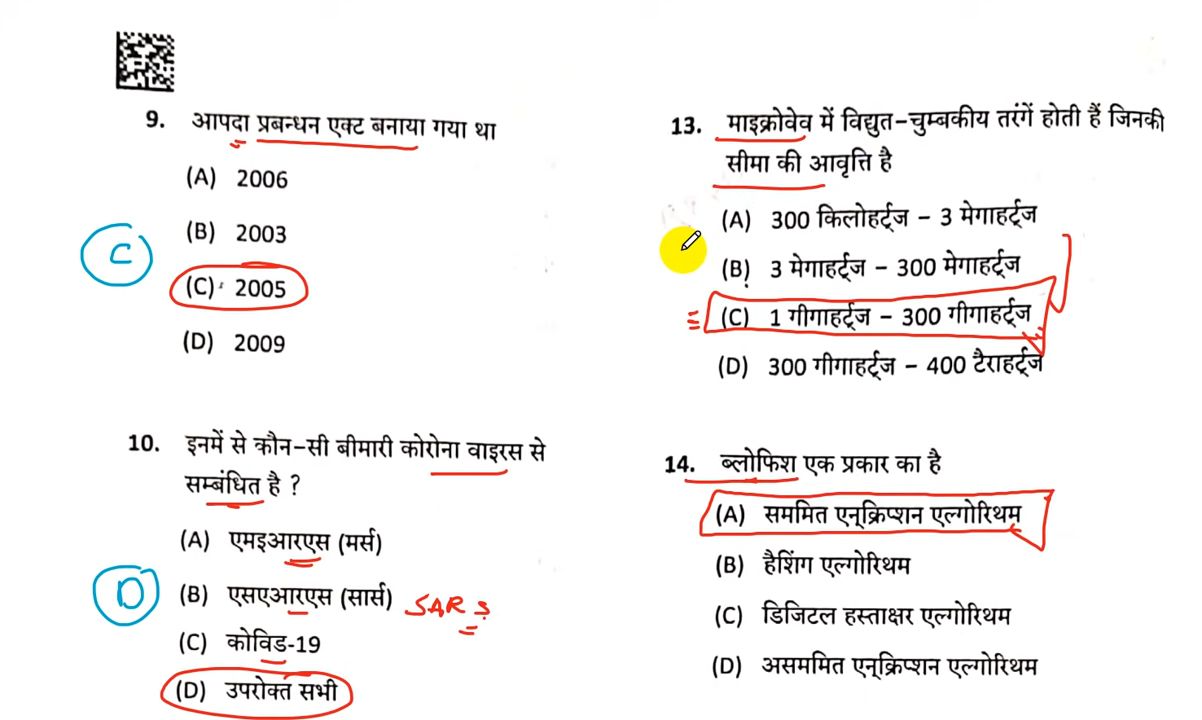 9. आपदा प्रबन्धन एक्ट बनाया गया था
(A) 2006
(B) 2003
C
(C) 2005
(D) 2009
10. इनमें से कौन-सी बीमारी कोरोना वाइरस से
सम्बंधित है ?
(A) एमइआरएस (मर्स)
D
(B) एसएआरएस (सार्स) SARS
(C) कोविड-19
(D) उपरोक्त सभी
13. माइक्रोवेव में विद्युत-चुम्बकीय तरंगें होती हैं जिनकी
सीमा की आवृत्ति है
(A) 300 किलोहर्ट्ज – 3 मेगाहर्ट्ज
(B) 3 मेगाहर्ट्ज – 300 मेगाहर्ट्ज
(C) 1 गीगाहर्ट्ज – 300 गीगाहर्ट्ज
(D) 300 गीगाहर्ट्ज – 400 टैराहर्ट्ज
14. ब्लोफिश एक प्रकार का है
(A) सममित एन्क्रिप्शन एल्गोरिथम
(B) हैशिंग एल्गोरिथम
(C) डिजिटल हस्ताक्षर एल्गोरिथम
(D) असममित एन्क्रिप्शन एल्गोरिथम